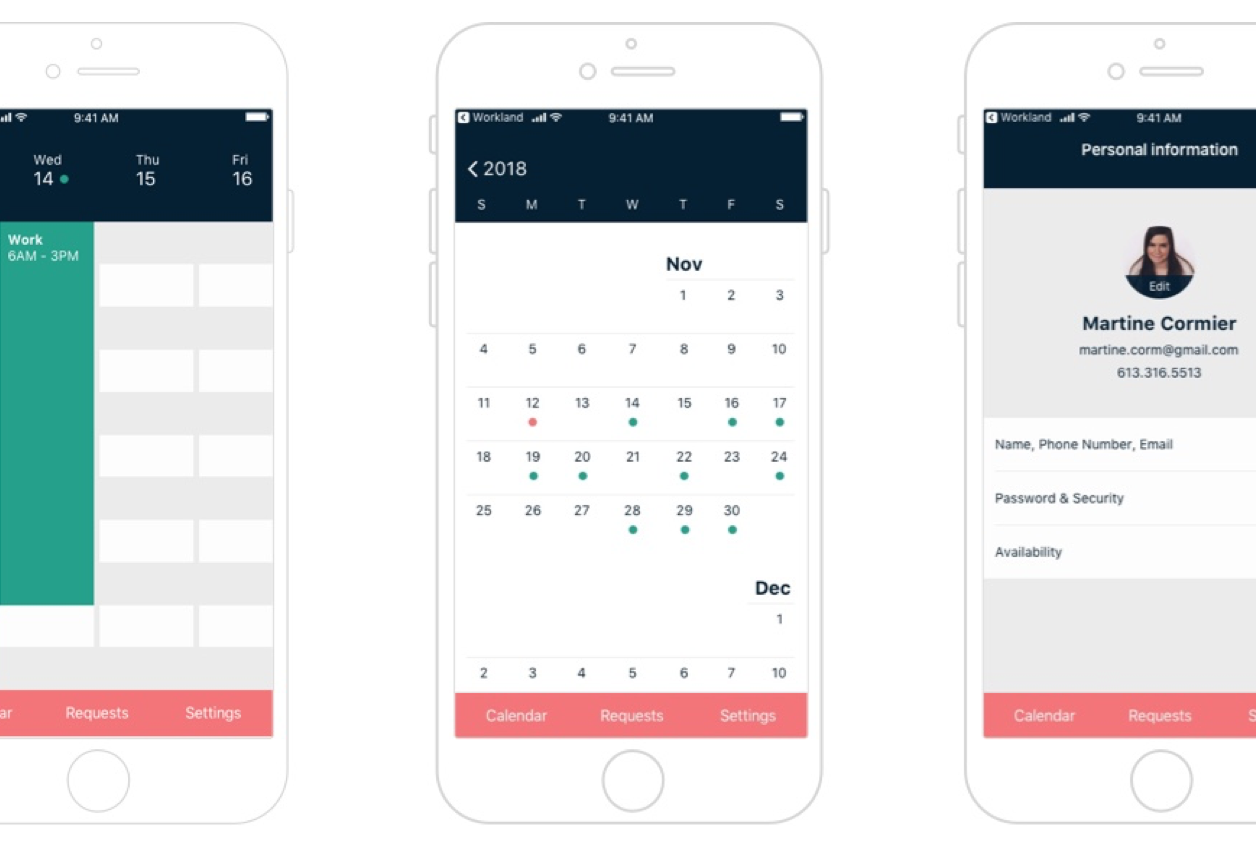 9:41 AM
Wed Thu Fri
14 15 16
Work
6AM - 3PM
ar Requests Settings
Workland 9:41 AM
2018
S M T W T F S
Nov
1 2 3
4 5 6 7 8 9 10
11 12 13 14 15 16 17
18 19 20 21 22 23 24
25 26 27 28 29 30
Dec
1
2 3 4 5 6 7 10
Calendar Requests Settings
Workland 9:41 AM
Personal information
Edit
Martine Cormier
martine.corm@gmail.com
613.316.5513
Name, Phone Number, Email
Password & Security
Availability
Calendar Requests S